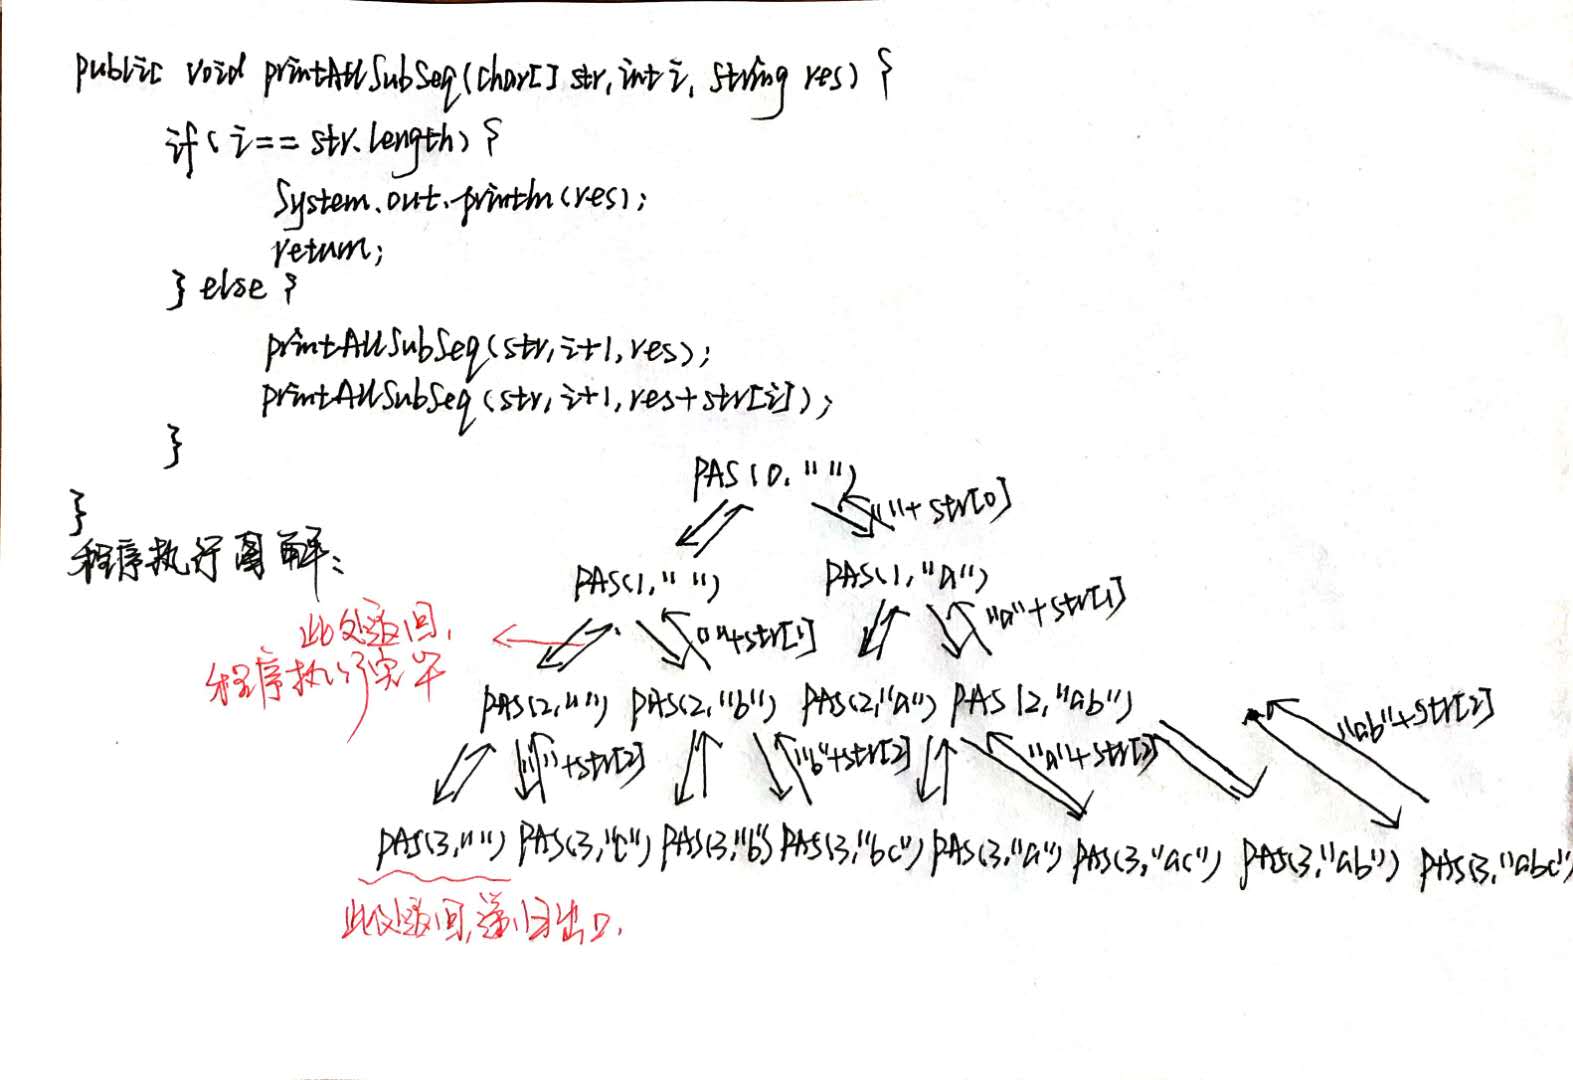 public void printAllSubSeq(char[] str, int i, string res) {
if(i==str.length) {
System.out.println(res);
return;
} else {
printAllSubSeq(str, i+1, res);
printAllSubSeq(str, i+1, res+str[i]);
}
}
程序执行图解:
PAS(0, "")
""+str[0]
PAS(1, "") PAS(1, "a")
此处返回, ""+str[1] "a"+str[1]
程序执行完毕
PAS(2,"") PAS(2,"b") PAS(2,"a") PAS(2,"ab")
""+str[2] "b"+str[2] "a"+str[2] "ab"+str[2]
PAS(3,"") PAS(3,"c") PAS(3,"b") PAS(3,"bc") PAS(3,"a") PAS(3,"ac") PAS(3,"ab") PAS(3,"abc")
此处返回,递归出口.